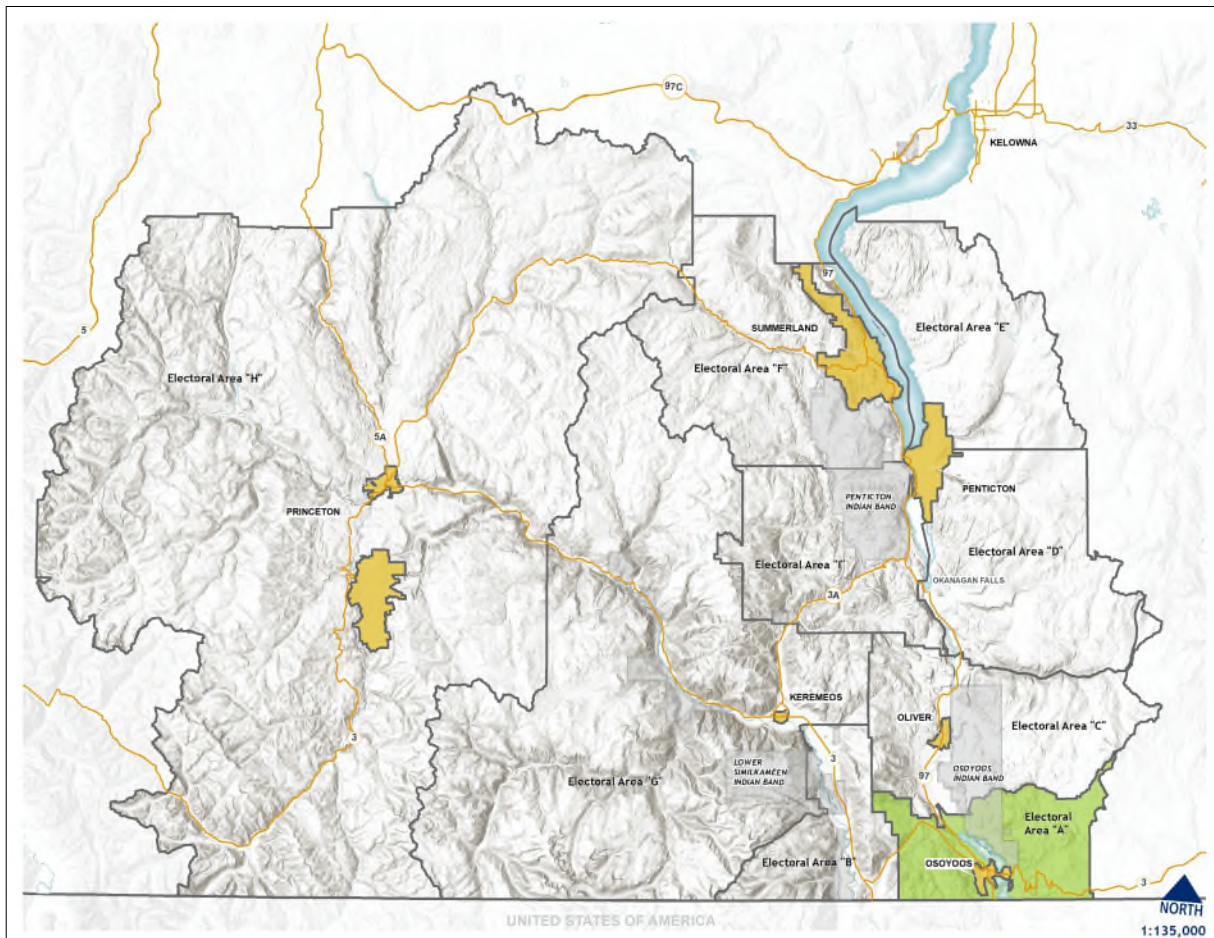 97C
33
KELOWNA
97
SUMMERLAND
Electoral Area "E"
5
Electoral Area "H"
Electoral Area "F"
5A
PRINCETON
PENTICTON
INDIAN BAND
PENTICTON
Electoral Area "I"
Electoral Area "D"
OKANAGAN FALLS
3A
KEREMEOS
OLIVER
Electoral Area "C"
3
3
LOWER
SIMILKAMEEN
INDIAN BAND
OSOYOOS
INDIAN BAND
97
Electoral Area "G"
Electoral
Area "A"
Electoral Area "B"
OSOYOOS
3
NORTH
UNITED STATES OF AMERICA
1:135,000